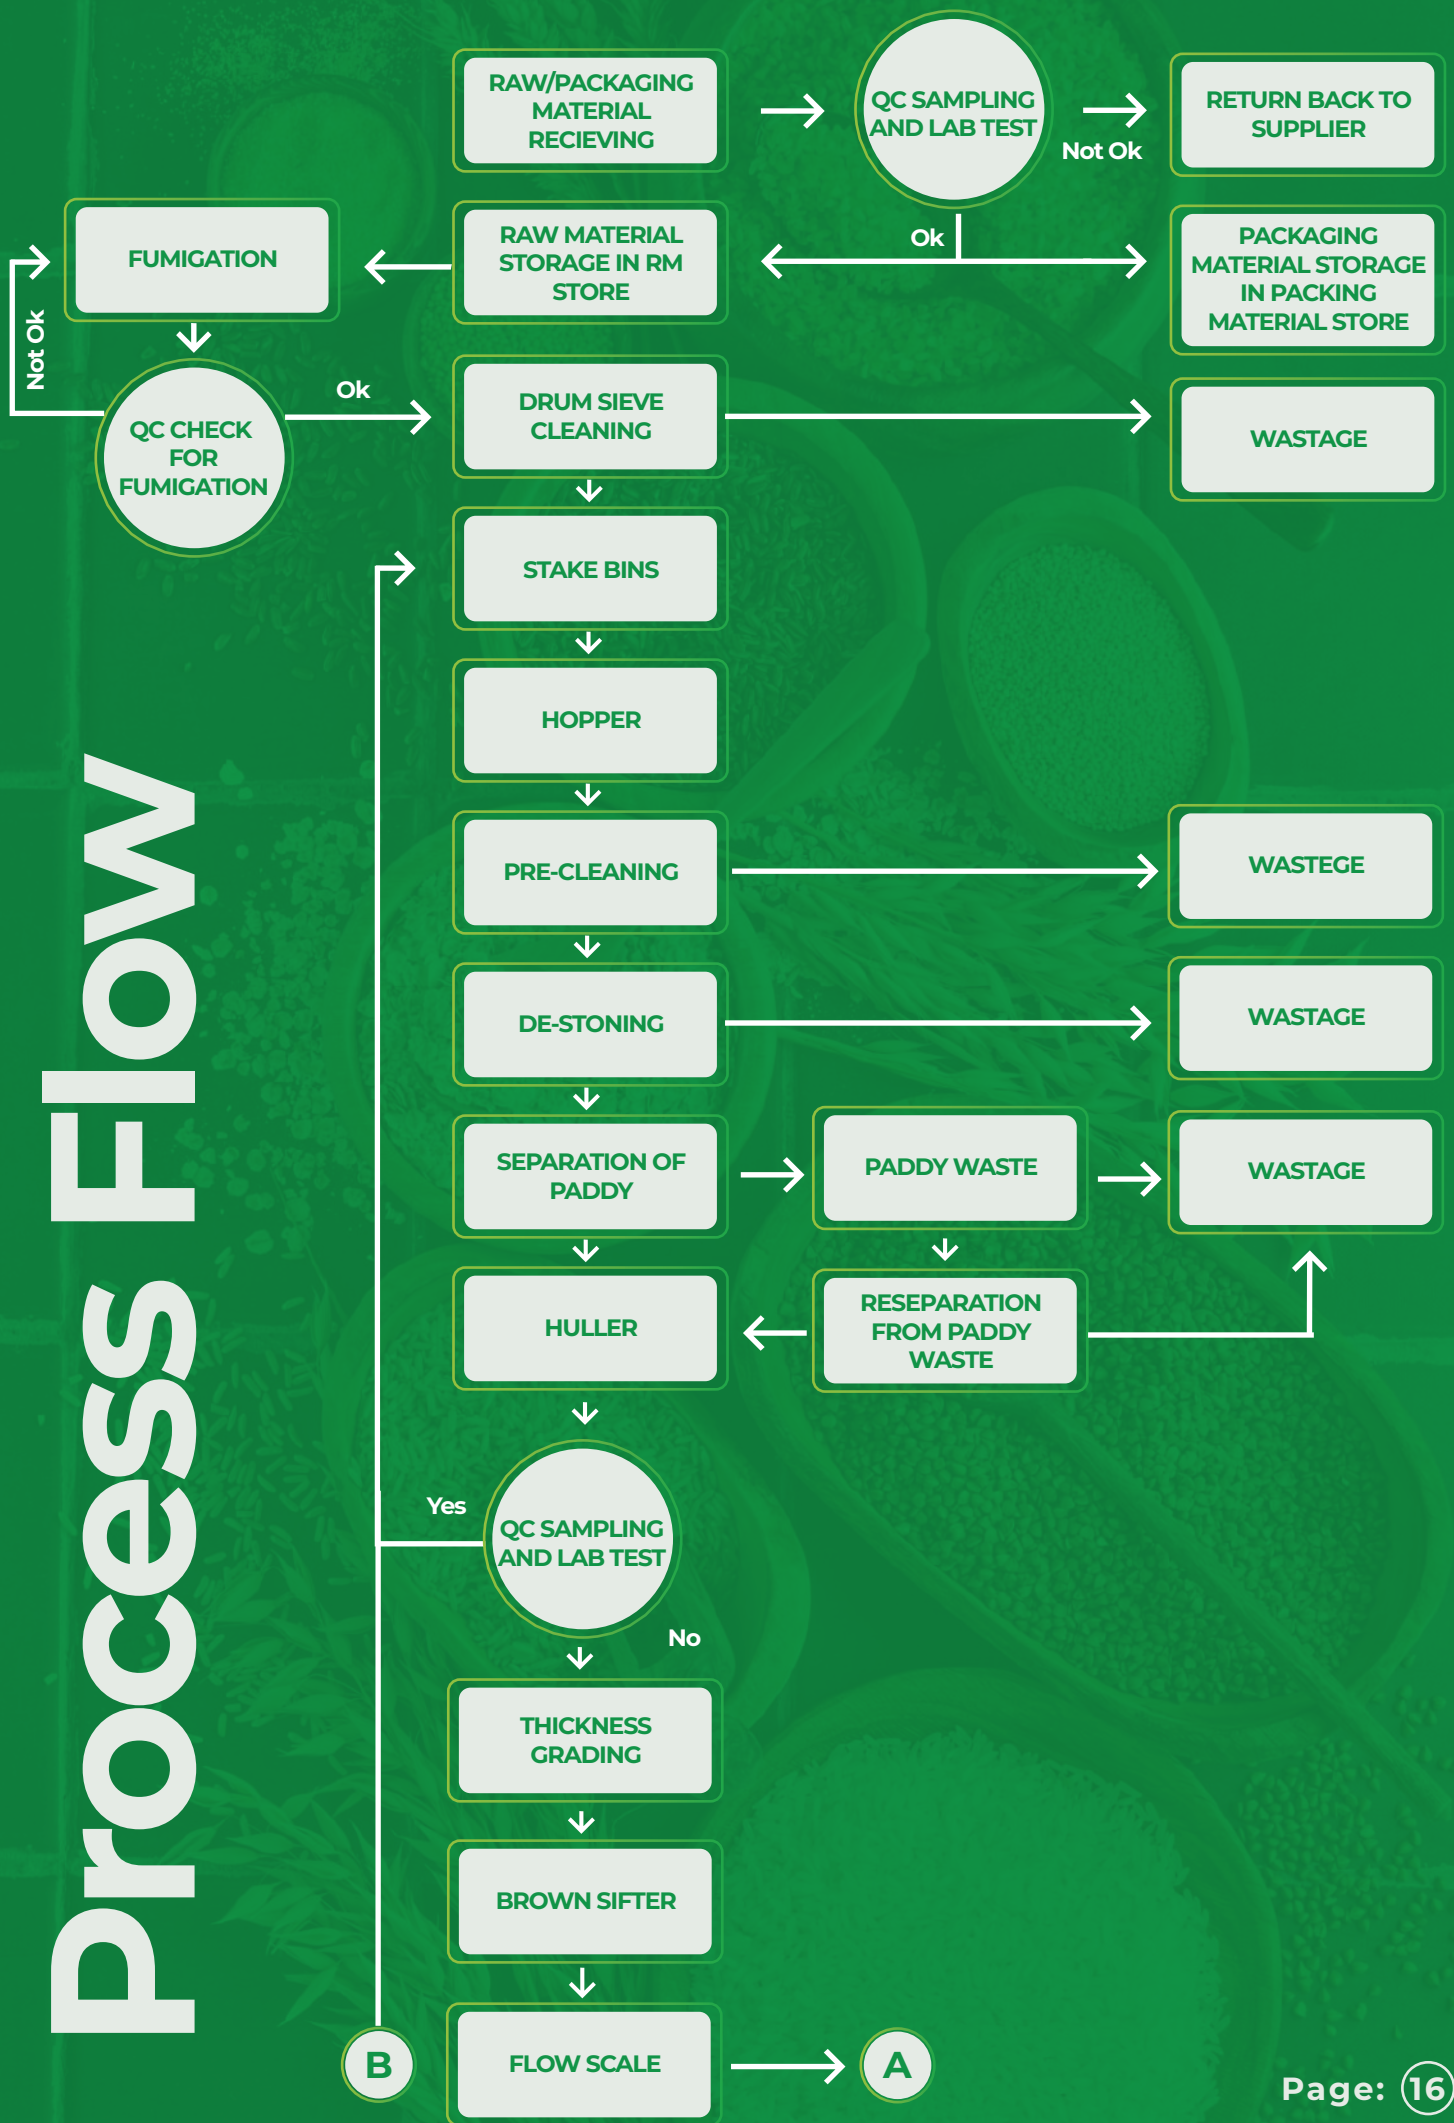 Process Flow
RAW/PACKAGING
MATERIAL
RECIEVING
QC SAMPLING
AND LAB TEST
Not Ok
RETURN BACK TO
SUPPLIER
FUMIGATION
RAW MATERIAL
STORAGE IN RM
STORE
Ok
PACKAGING
MATERIAL STORAGE
IN PACKING
MATERIAL STORE
Not Ok
QC CHECK
FOR
FUMIGATION
Ok
DRUM SIEVE
CLEANING
WASTAGE
STAKE BINS
HOPPER
PRE-CLEANING
WASTEGE
DE-STONING
WASTAGE
SEPARATION OF
PADDY
PADDY WASTE
WASTAGE
HULLER
RESEPARATION
FROM PADDY
WASTE
Yes
QC SAMPLING
AND LAB TEST
No
THICKNESS
GRADING
BROWN SIFTER
B
FLOW SCALE
A
Page: 16